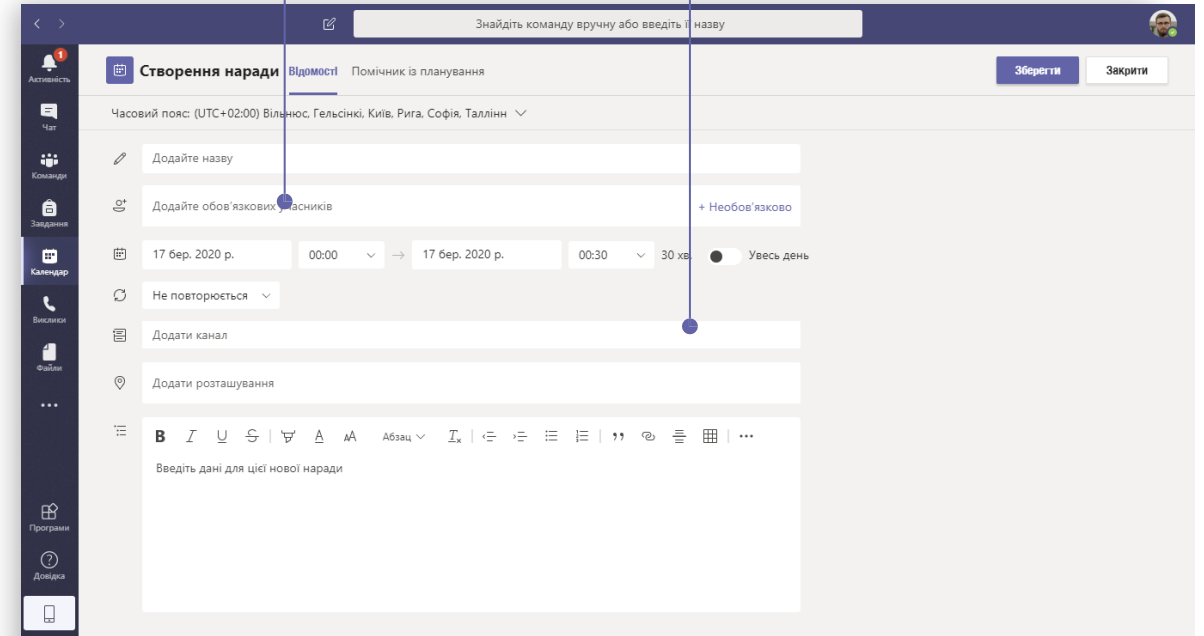 Знайдіть команду вручну або введіть її назву
1
Активність
Чат
Команди
Завдання
Календар
Виклики
Файли
Програми
Довідка
Створення наради Відомості Помічник із планування Зберегти Закрити
Часовий пояс: (UTC+02:00) Вільнюс, Гельсінкі, Київ, Рига, Софія, Таллінн
Додайте назву
Додайте обов'язкових учасників + Необов'язково
17 бер. 2020 р. 00:00 → 17 бер. 2020 р. 00:30 30 хв. Увесь день
Не повторюється
Додати канал
Додати розташування
B I U S A AA Абзац Tx
Введіть дані для цієї нової наради